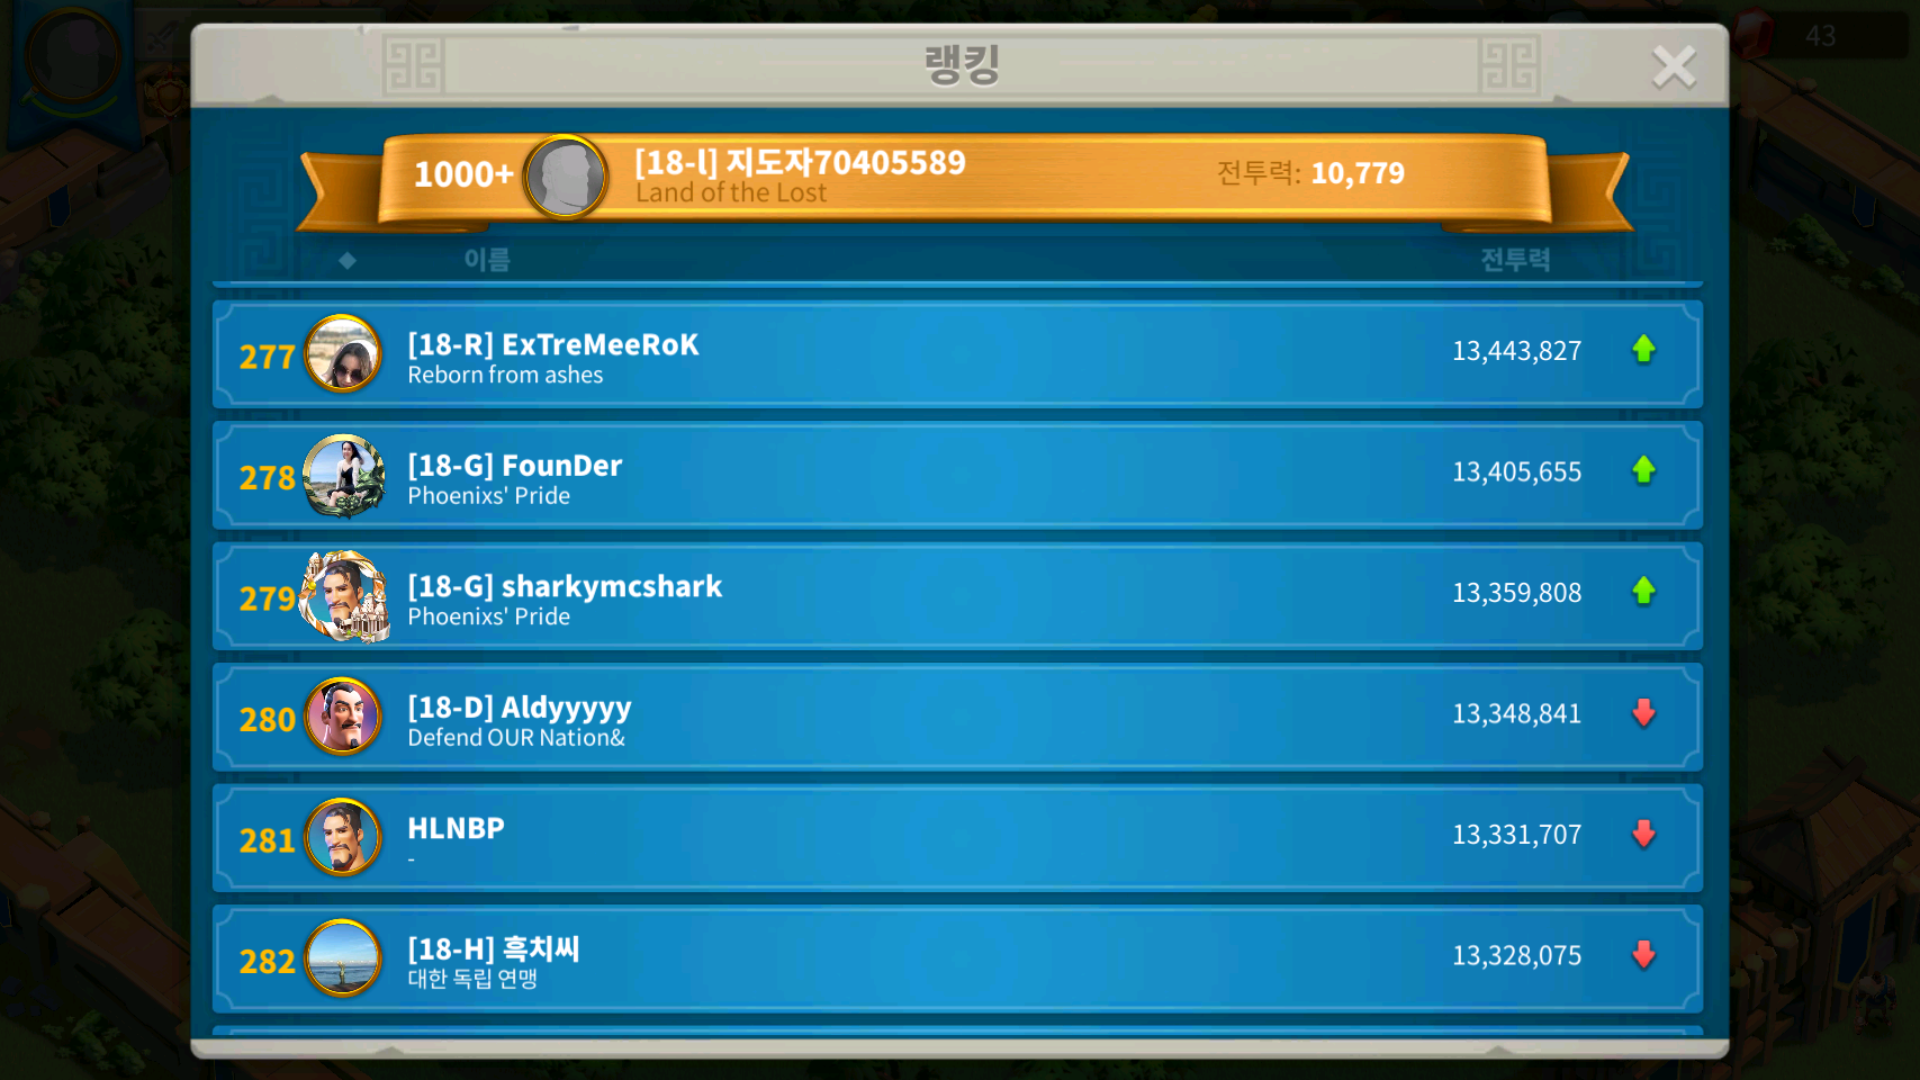 랭킹
43
1000+
[18-l] 지도자70405589
Land of the Lost
전투력: 10,779
이름
전투력
277
[18-R] ExTreMeeRoK
Reborn from ashes
13,443,827
278
[18-G] FounDer
Phoenixs' Pride
13,405,655
279
[18-G] sharkymcshark
Phoenixs' Pride
13,359,808
280
[18-D] Aldyyyyy
Defend OUR Nation&
13,348,841
281
HLNBP
-
13,331,707
282
[18-H] 흑치씨
대한 독립 연맹
13,328,075